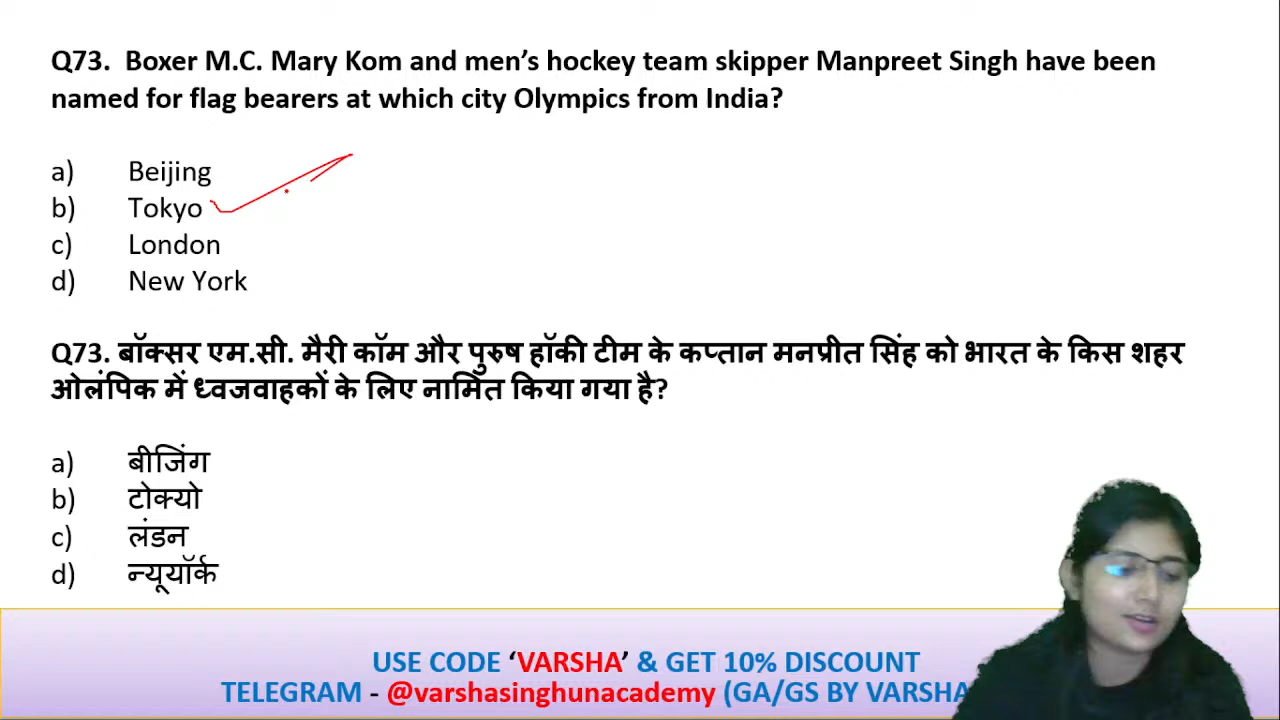 Q73. Boxer M.C. Mary Kom and men’s hockey team skipper Manpreet Singh have been
named for flag bearers at which city Olympics from India?
a) Beijing
b) Tokyo
c) London
d) New York
Q73. बॉक्सर एम.सी. मैरी कॉम और पुरुष हॉकी टीम के कप्तान मनप्रीत सिंह को भारत के किस शहर
ओलंपिक में ध्वजवाहकों के लिए नामित किया गया है?
a) बीजिंग
b) टोक्यो
c) लंडन
d) न्यूयॉर्क
USE CODE ‘VARSHA’ & GET 10% DISCOUNT
TELEGRAM - @varshasinghunacademy (GA/GS BY VARSHA